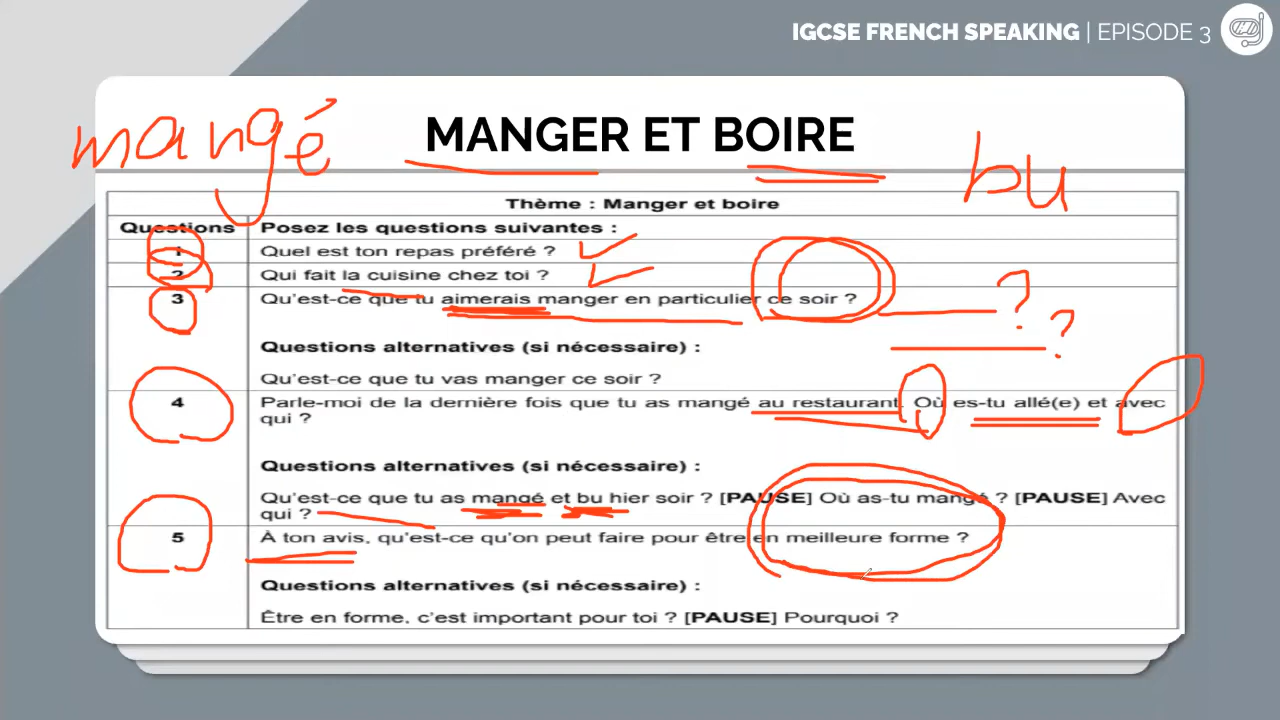 IGCSE FRENCH SPEAKING | EPISODE 3
mangé
MANGER ET BOIRE
bu
Thème : Manger et boire
Questions Posez les questions suivantes :
1 Quel est ton repas préféré ?
2 Qui fait la cuisine chez toi ?
3 Qu'est-ce que tu aimerais manger en particulier ce soir ?
?
?
Questions alternatives (si nécessaire) :
Qu'est-ce que tu vas manger ce soir ?
4 Parle-moi de la dernière fois que tu as mangé au restaurant. Où es-tu allé(e) et avec
qui ?
Questions alternatives (si nécessaire) :
Qu'est-ce que tu as mangé et bu hier soir ? [PAUSE] Où as-tu mangé ? [PAUSE] Avec
qui ?
5 À ton avis, qu'est-ce qu'on peut faire pour être en meilleure forme ?
Questions alternatives (si nécessaire) :
Être en forme, c'est important pour toi ? [PAUSE] Pourquoi ?